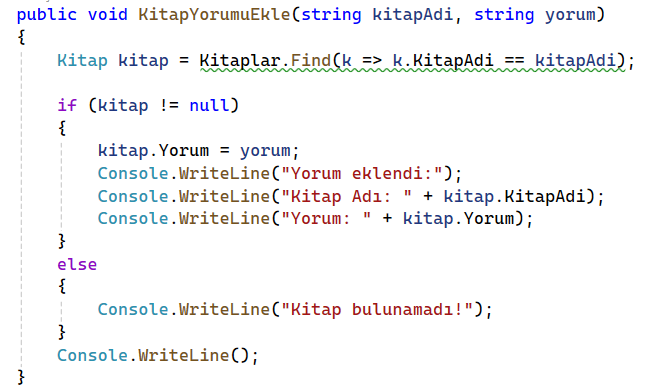 public void KitapYorumuEkle(string kitapAdi, string yorum)
{
    Kitap kitap = Kitaplar.Find(k => k.KitapAdi == kitapAdi);

    if (kitap != null)
    {
        kitap.Yorum = yorum;
        Console.WriteLine("Yorum eklendi:");
        Console.WriteLine("Kitap Adı: " + kitap.KitapAdi);
        Console.WriteLine("Yorum: " + kitap.Yorum);
    }
    else
    {
        Console.WriteLine("Kitap bulunamadı!");
    }
    Console.WriteLine();
}